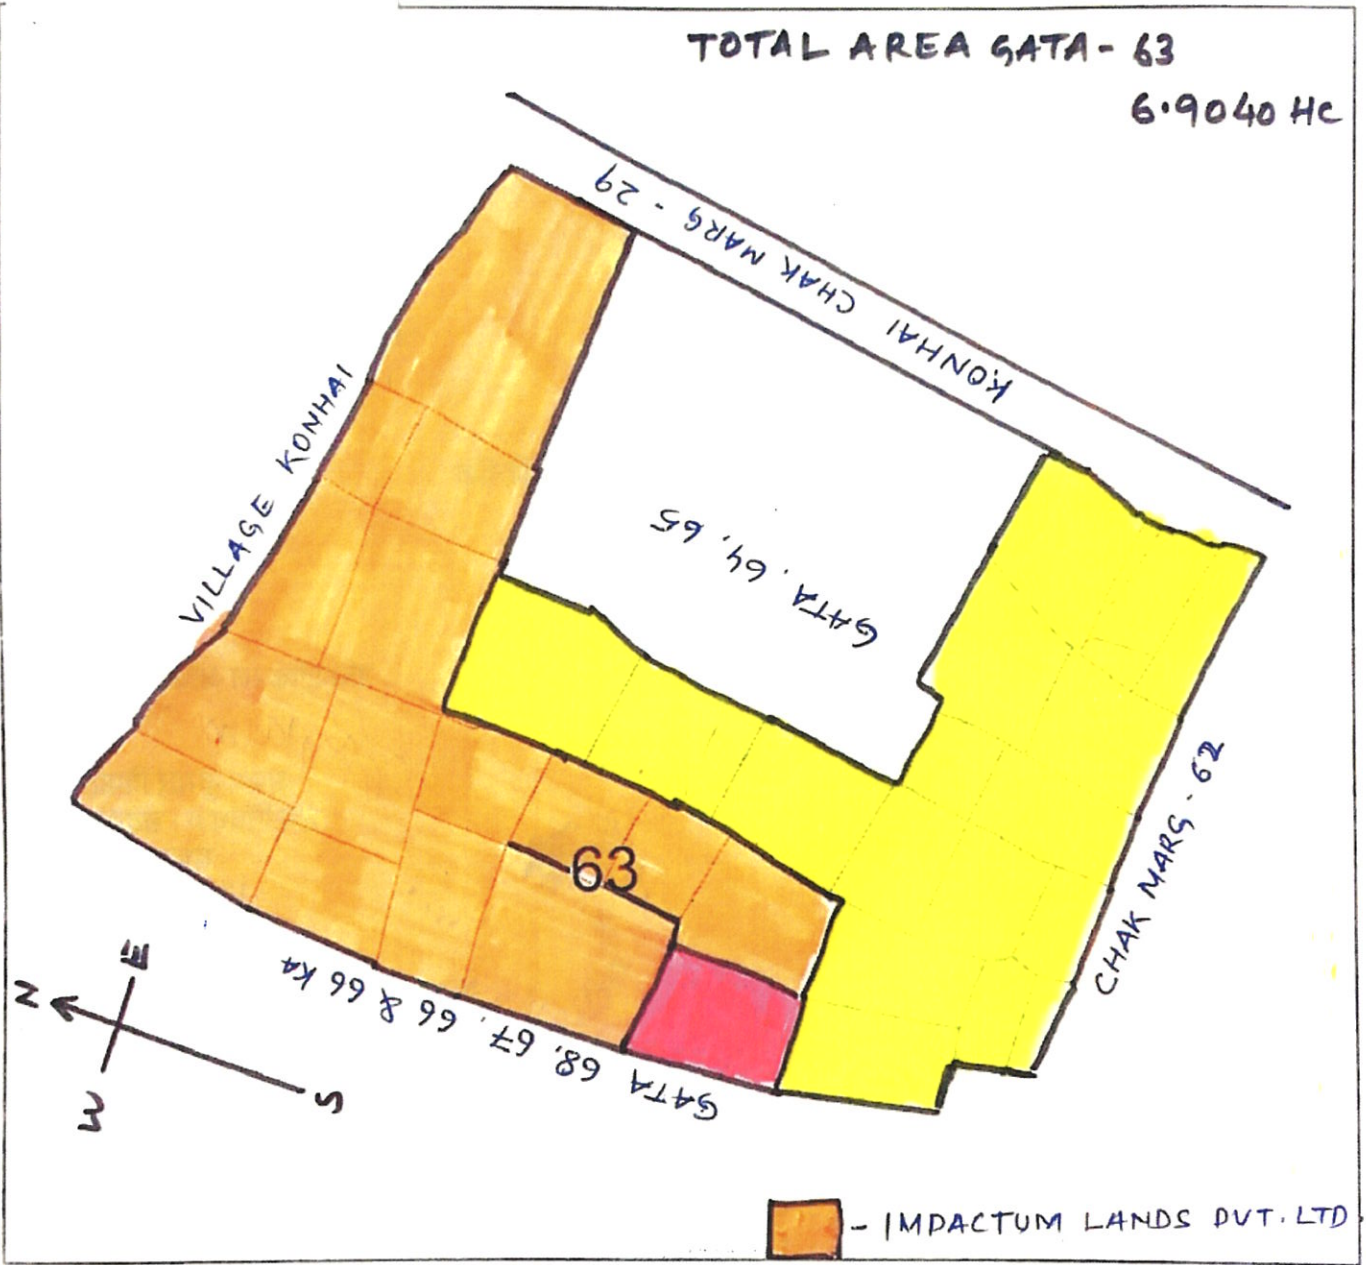 TOTAL AREA GATA - 63
6.9040 HC
KONHAI CHAK MARG - 29
VILLAGE KONHAI
GATA. 64, 65
63
CHAK MARG - 62
GATA 68, 67, 66 & 66 KA
N
E
W
S
- IMPACTUM LANDS PVT. LTD